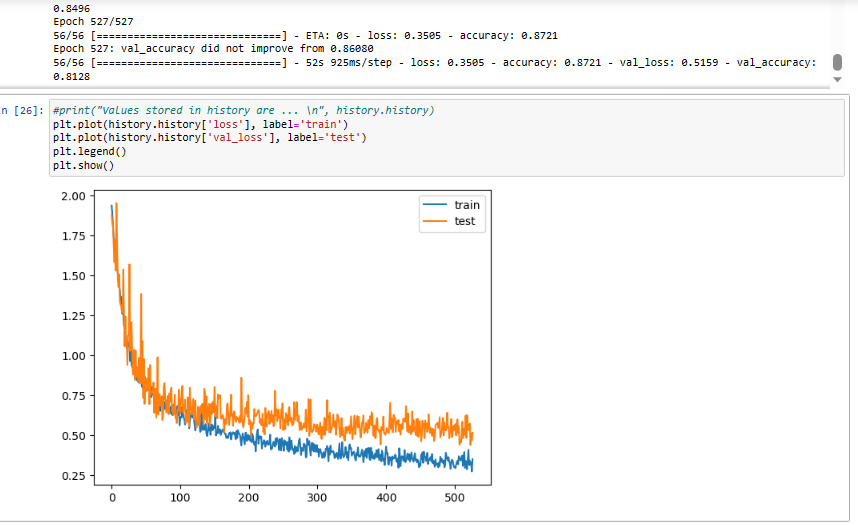 0.8496
Epoch 527/527
56/56 [==============================] - ETA: 0s - loss: 0.3505 - accuracy: 0.8721
Epoch 527: val_accuracy did not improve from 0.86080
56/56 [==============================] - 52s 925ms/step - loss: 0.3505 - accuracy: 0.8721 - val_loss: 0.5159 - val_accuracy:
0.8128
n [26]:
#print("Values stored in history are ... \n", history.history)
plt.plot(history.history['loss'], label='train')
plt.plot(history.history['val_loss'], label='test')
plt.legend()
plt.show()
train
test
2.00
1.75
1.50
1.25
1.00
0.75
0.50
0.25
0 100 200 300 400 500